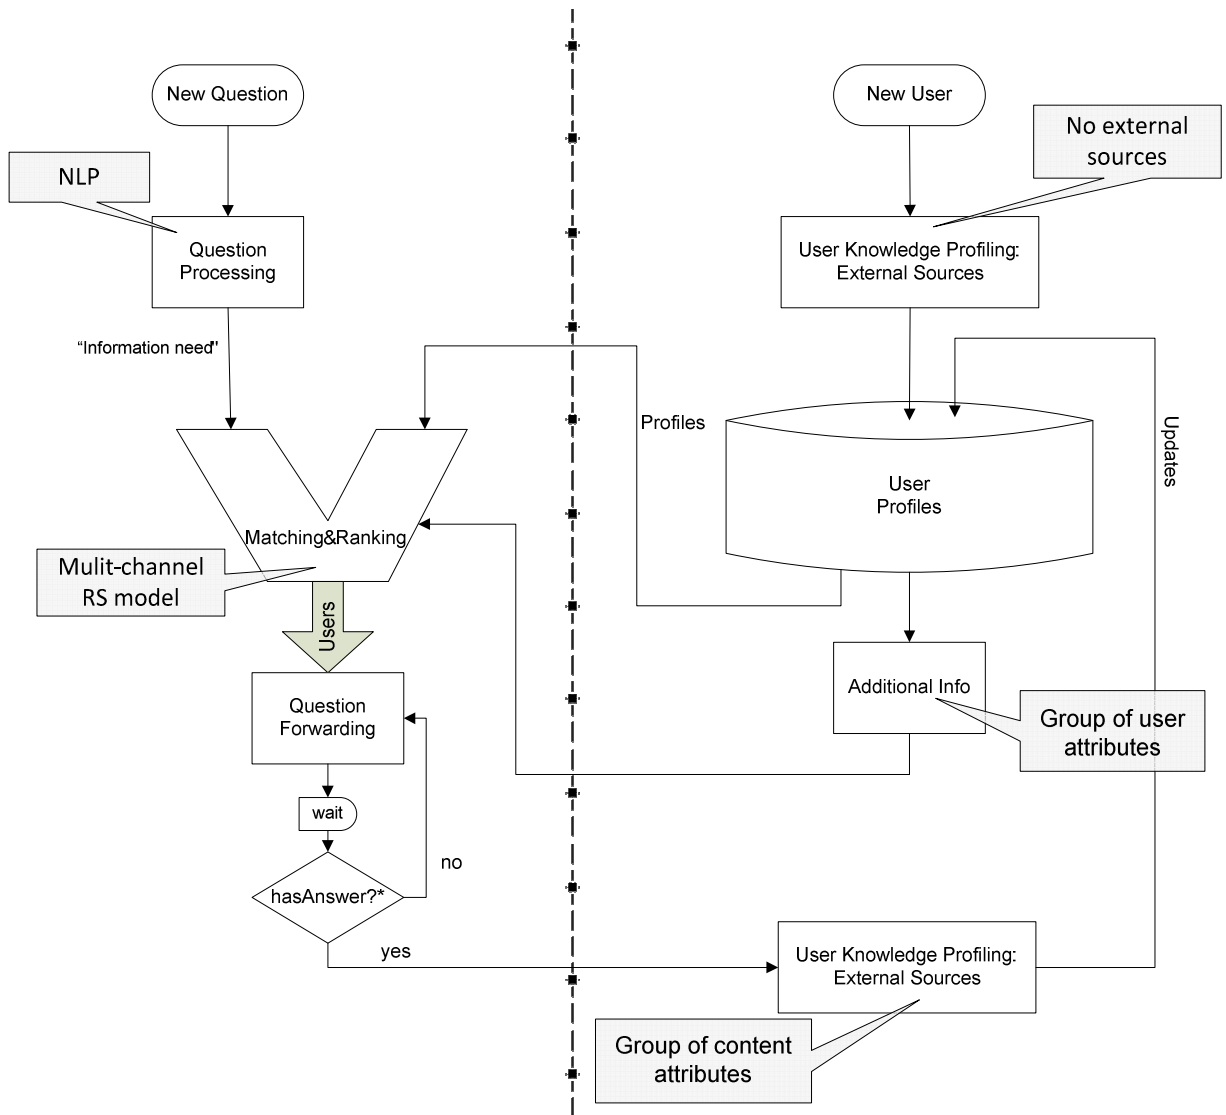 New Question
NLP
Question
Processing
“Information need"
Matching&Ranking
Mulit-channel
RS model
Users
Question
Forwarding
wait
hasAnswer?*
no
yes
New User
No external
sources
User Knowledge Profiling:
External Sources
Profiles
Updates
User
Profiles
Additional Info
Group of user
attributes
User Knowledge Profiling:
External Sources
Group of content
attributes